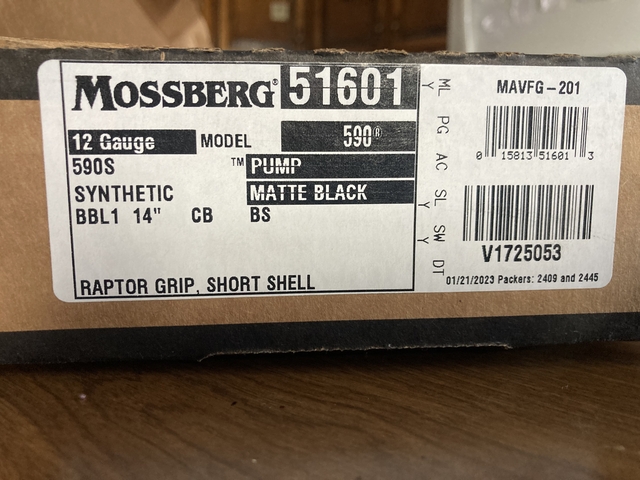 MOSSBERG® 51601
12 Gauge MODEL 590®
590S ™ PUMP
SYNTHETIC MATTE BLACK
BBL1 14" CB BS
RAPTOR GRIP, SHORT SHELL
ML PG AC SL SW DT
Y Y Y
MAVFG-201
0 15813 51601 3
V1725053
01/21/2023 Packers: 2409 and 2445